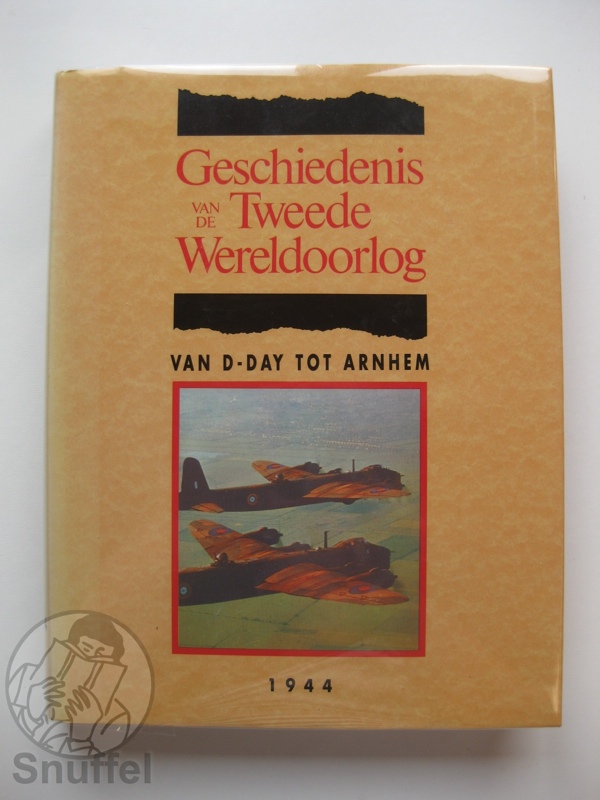 Geschiedenis
VAN DE Tweede
Wereldoorlog
VAN D-DAY TOT ARNHEM
1944
Snuffel